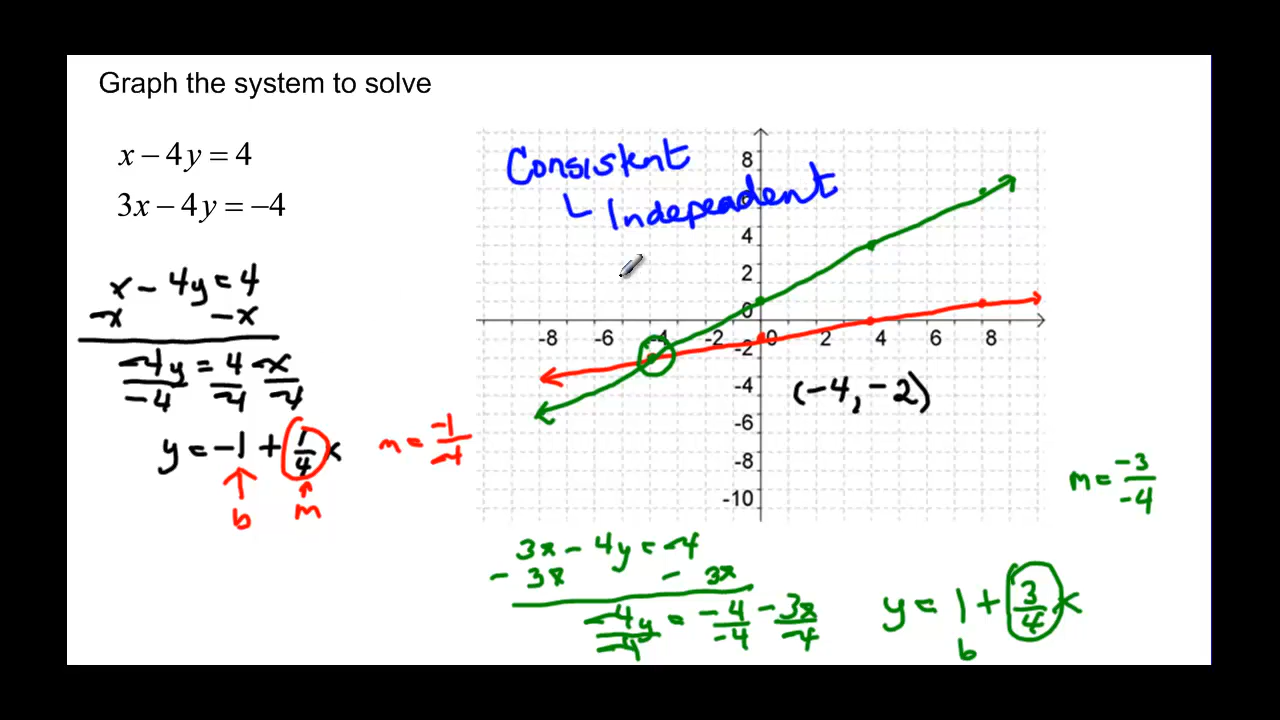 Graph the system to solve
x − 4y = 4
3x − 4y = −4
x - 4y = 4
-x -x
-4y/-4 = 4/-4 -x/-4
y = -1 + 1/4 x
b m
m = -1/-4
Consistent
Independent
8
4
2
0
-8 -6 -4 -2 0 2 4 6 8
-2
-4
-6
-8
-10
(-4, -2)
m = -3/-4
3x - 4y = -4
- 3x - 3x
-4y/-4 = -4/-4 -3x/-4
y = 1 + 3/4 x
b